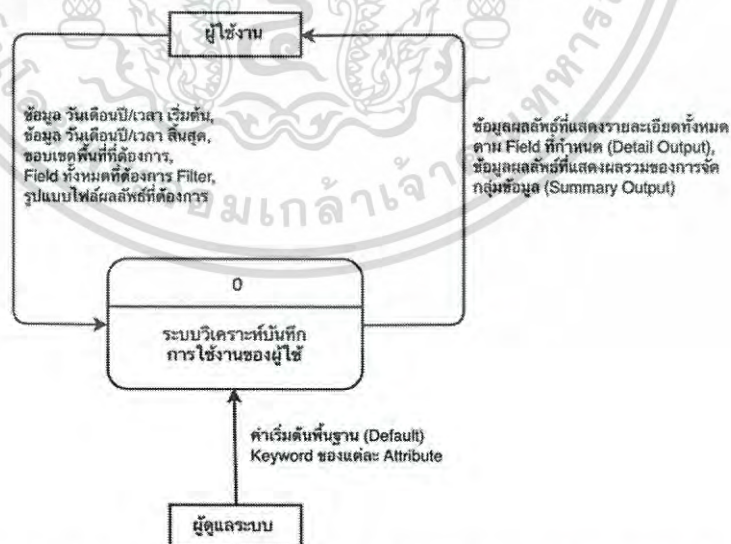 ผู้ใช้งาน
ข้อมูล วันเดือนปี/เวลา เริ่มต้น,
ข้อมูล วันเดือนปี/เวลา สิ้นสุด,
ขอบเขตพื้นที่ที่ต้องการ,
Field ทั้งหมดที่ต้องการ Filter,
รูปแบบไฟล์ผลลัพธ์ที่ต้องการ
ข้อมูลผลลัพธ์ที่แสดงรายละเอียดทั้งหมด
ตาม Field ที่กำหนด (Detail Output),
ข้อมูลผลลัพธ์ที่แสดงผลรวมของการจัด
กลุ่มข้อมูล (Summary Output)
0
ระบบวิเคราะห์บันทึก
การใช้งานของผู้ใช้
ค่าเริ่มต้นพื้นฐาน (Default)
Keyword ของแต่ละ Attribute
ผู้ดูแลระบบ